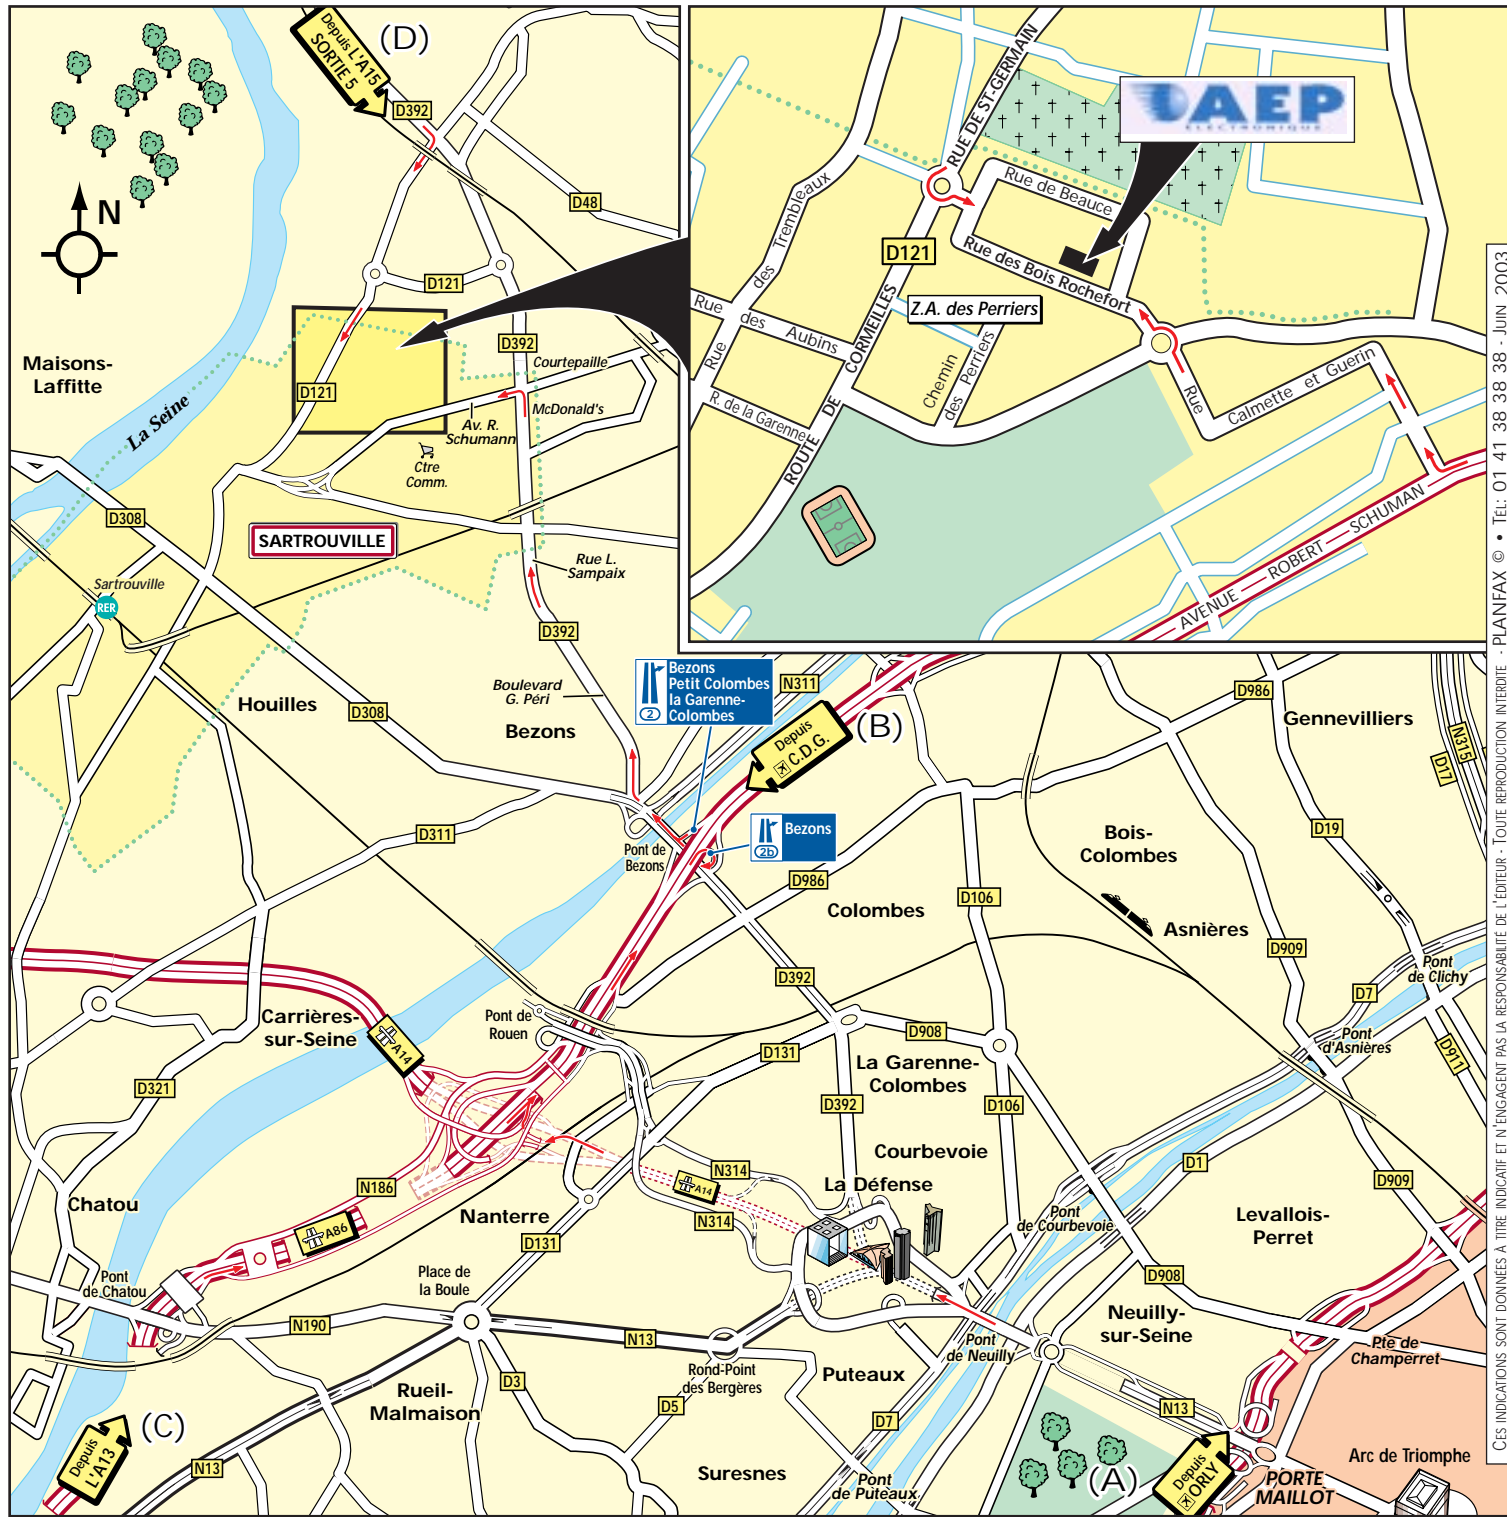 Depuis L'A15
SORTIE 5
(D)
D392
D48
N
D121
D392
Courtepaille
McDonald's
Av. R.
Schumann
Ctre
Comm.
D121
Maisons-
Laffitte
La Seine
D308
SARTROUVILLE
Sartrouville
RER
Rue L.
Sampaix
D392
Boulevard
G. Péri
Houilles
D308
Bezons
AEP
ELECTRONIQUE
RUE DE ST-GERMAIN
Rue de Beauce
Rue des Bois Rochefort
D121
Z.A. des Perriers
Rue des Trembleaux
Rue des Aubins
R. de la Garenne
ROUTE DE CORMEILLES
Chemin
des Perriers
Rue Calmette et Guerin
AVENUE ROBERT SCHUMAN
Bezons
Petit Colombes
la Garenne-
Colombes
2
N311
Depuis
C.D.G.
(B)
D986
Gennevilliers
N315
D17
Bezons
2b
Pont de
Bezons
D311
D19
Bois-
Colombes
D986
D106
Colombes
Asnières
D909
D392
Pont
de Clichy
D7
Carrières-
sur-Seine
A14
Pont de
Rouen
D908
D131
La Garenne-
Colombes
Pont
d'Asnières
D911
D321
D392
D106
Courbevoie
D1
D909
N314
A14
La Défense
N186
Chatou
A86
Nanterre
N314
Pont
de Courbevoie
Levallois-
Perret
D131
Pont
de Chatou
Place de
la Boule
D908
Neuilly-
sur-Seine
N190
N13
Pont
de Neuilly
Pte de
Champerret
Rond-Point
des Bergères
Puteaux
Rueil-
Malmaison
D3
D5
D7
N13
(C)
Depuis
L'A13
N13
Suresnes
Pont
de Puteaux
(A)
Depuis
ORLY
PORTE
MAILLOT
Arc de Triomphe
CES INDICATIONS SONT DONNÉES À TITRE INDICATIF ET N'ENGAGENT PAS LA RESPONSABILITÉ DE L'ÉDITEUR - TOUTE REPRODUCTION INTERDITE - PLANFAX © • TEL: 01 41 38 38 38 - JUIN 2003